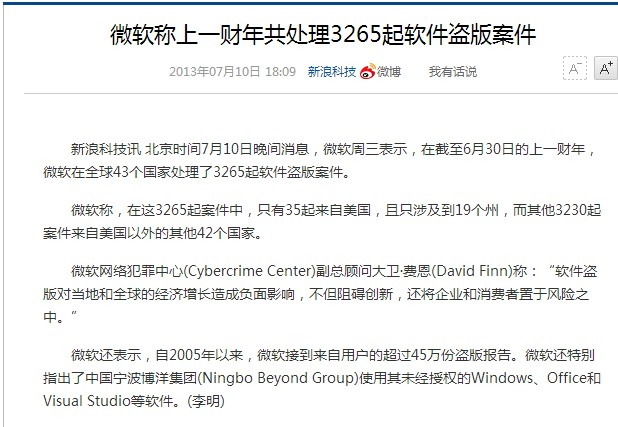 微软称上一财年共处理3265起软件盗版案件
2013年07月10日 18:09 新浪科技 微博 我有话说 A- A+
新浪科技讯 北京时间7月10日晚间消息，微软周三表示，在截至6月30日的上一财年，
微软在全球43个国家处理了3265起软件盗版案件。
微软称，在这3265起案件中，只有35起来自美国，且只涉及到19个州，而其他3230起
案件来自美国以外的其他42个国家。
微软网络犯罪中心(Cybercrime Center)副总顾问大卫·费恩(David Finn)称：“软件盗
版对当地和全球的经济增长造成负面影响，不但阻碍创新，还将企业和消费者置于风险之
中。”
微软还表示，自2005年以来，微软接到来自用户的超过45万份盗版报告。微软还特别
指出了中国宁波博洋集团(Ningbo Beyond Group)使用其未经授权的Windows、Office和
Visual Studio等软件。(李明)